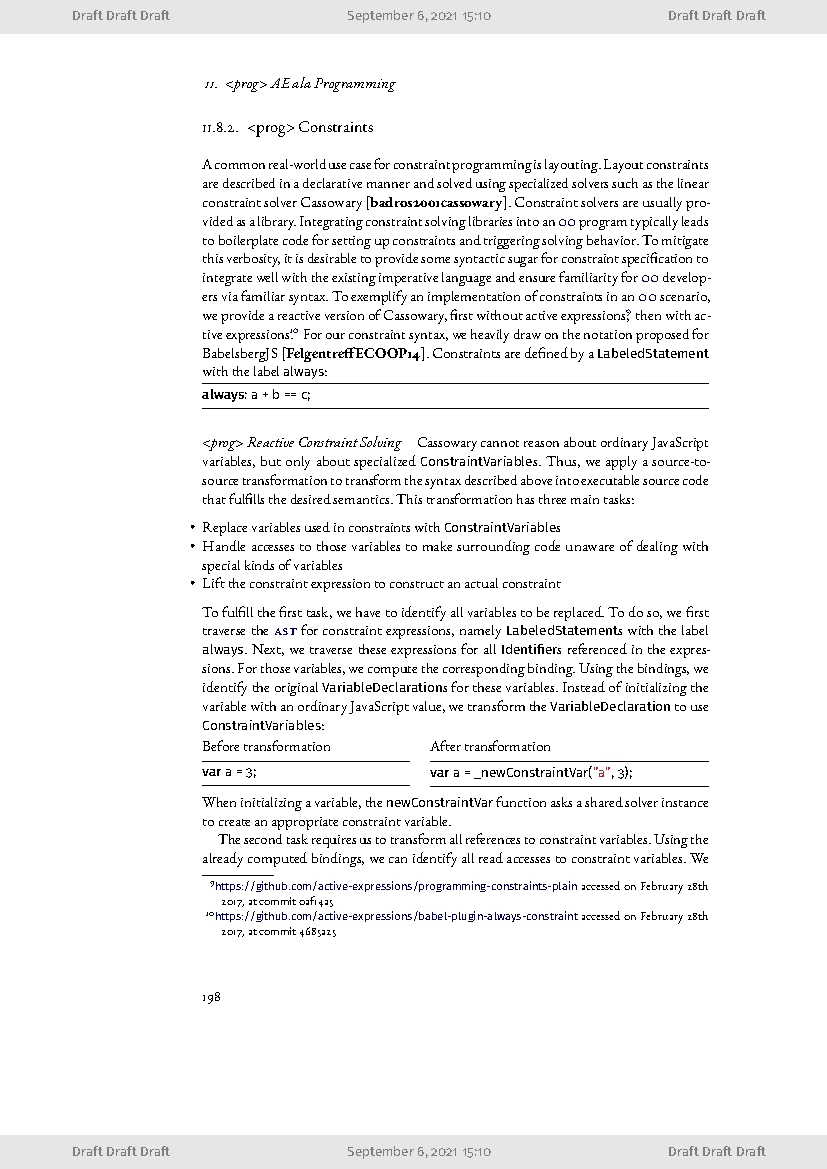 Draft Draft Draft September 6, 2021 15:10 Draft Draft Draft
11. <prog> AE ala Programming
11.8.2. <prog> Constraints
A common real-world use case for constraint programming is layouting. Layout constraints
are described in a declarative manner and solved using specialized solvers such as the linear
constraint solver Cassowary [badros2001cassowary]. Constraint solvers are usually pro-
vided as a library. Integrating constraint solving libraries into an OO program typically leads
to boilerplate code for setting up constraints and triggering solving behavior. To mitigate
this verbosity, it is desirable to provide some syntactic sugar for constraint specification to
integrate well with the existing imperative language and ensure familiarity for OO develop-
ers via familiar syntax. To exemplify an implementation of constraints in an OO scenario,
we provide a reactive version of Cassowary, first without active expressions,9 then with ac-
tive expressions.10 For our constraint syntax, we heavily draw on the notation proposed for
BabelsbergJS [FelgentreffECOOP14]. Constraints are defined by a LabeledStatement
with the label always:
always: a + b == c;
<prog> Reactive Constraint Solving Cassowary cannot reason about ordinary JavaScript
variables, but only about specialized ConstraintVariables. Thus, we apply a source-to-
source transformation to transform the syntax described above into executable source code
that fulfills the desired semantics. This transformation has three main tasks:
• Replace variables used in constraints with ConstraintVariables
• Handle accesses to those variables to make surrounding code unaware of dealing with
special kinds of variables
• Lift the constraint expression to construct an actual constraint
To fulfill the first task, we have to identify all variables to be replaced. To do so, we first
traverse the AST for constraint expressions, namely LabeledStatements with the label
always. Next, we traverse these expressions for all Identifiers referenced in the expres-
sions. For those variables, we compute the corresponding binding. Using the bindings, we
identify the original VariableDeclarations for these variables. Instead of initializing the
variable with an ordinary JavaScript value, we transform the VariableDeclaration to use
ConstraintVariables:
Before transformation After transformation
var a = 3; var a = _newConstraintVar("a", 3);
When initializing a variable, the newConstraintVar function asks a shared solver instance
to create an appropriate constraint variable.
The second task requires us to transform all references to constraint variables. Using the
already computed bindings, we can identify all read accesses to constraint variables. We
9https://github.com/active-expressions/programming-constraints-plain accessed on February 28th
2017, at commit 0af14a5
10https://github.com/active-expressions/babel-plugin-always-constraint accessed on February 28th
2017, at commit 4685a25
198
Draft Draft Draft September 6, 2021 15:10 Draft Draft Draft